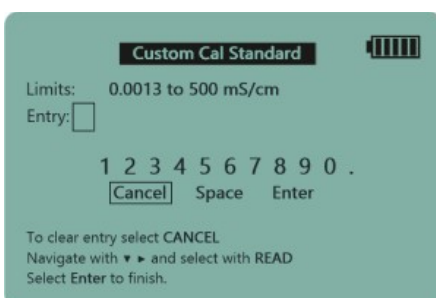 Custom Cal Standard
Limits: 0.0013 to 500 mS/cm
Entry:
1 2 3 4 5 6 7 8 9 0 .
Cancel Space Enter
To clear entry select CANCEL
Navigate with ▼ ► and select with READ
Select Enter to finish.